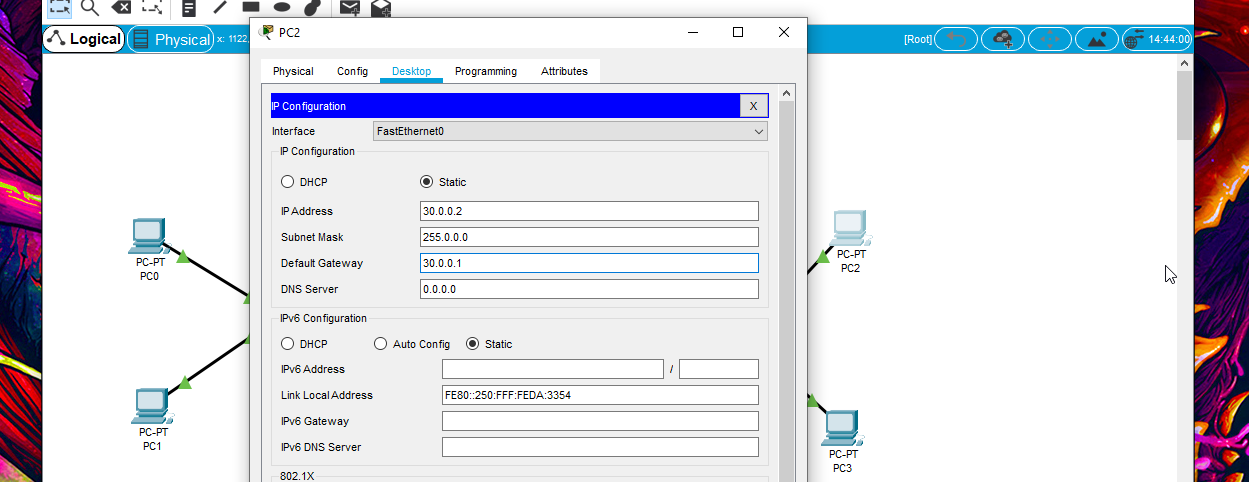 Logical
Physical
x: 1122,
[Root]
14:44:00
PC2
Physical
Config
Desktop
Programming
Attributes
IP Configuration
X
Interface
FastEthernet0
IP Configuration
DHCP
Static
IP Address
30.0.0.2
Subnet Mask
255.0.0.0
Default Gateway
30.0.0.1
DNS Server
0.0.0.0
IPv6 Configuration
DHCP
Auto Config
Static
IPv6 Address
/
Link Local Address
FE80::250:FFF:FEDA:3354
IPv6 Gateway
IPv6 DNS Server
802.1X
PC-PT
PC0
PC-PT
PC1
PC-PT
PC2
PC-PT
PC3